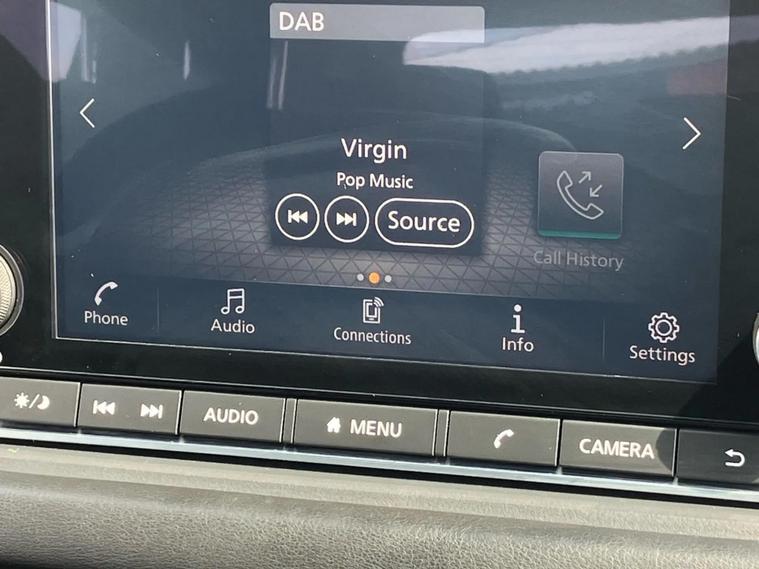 DAB
Virgin
Pop Music
Source
Call History
Phone
Audio
Connections
Info
Settings
AUDIO
MENU
CAMERA